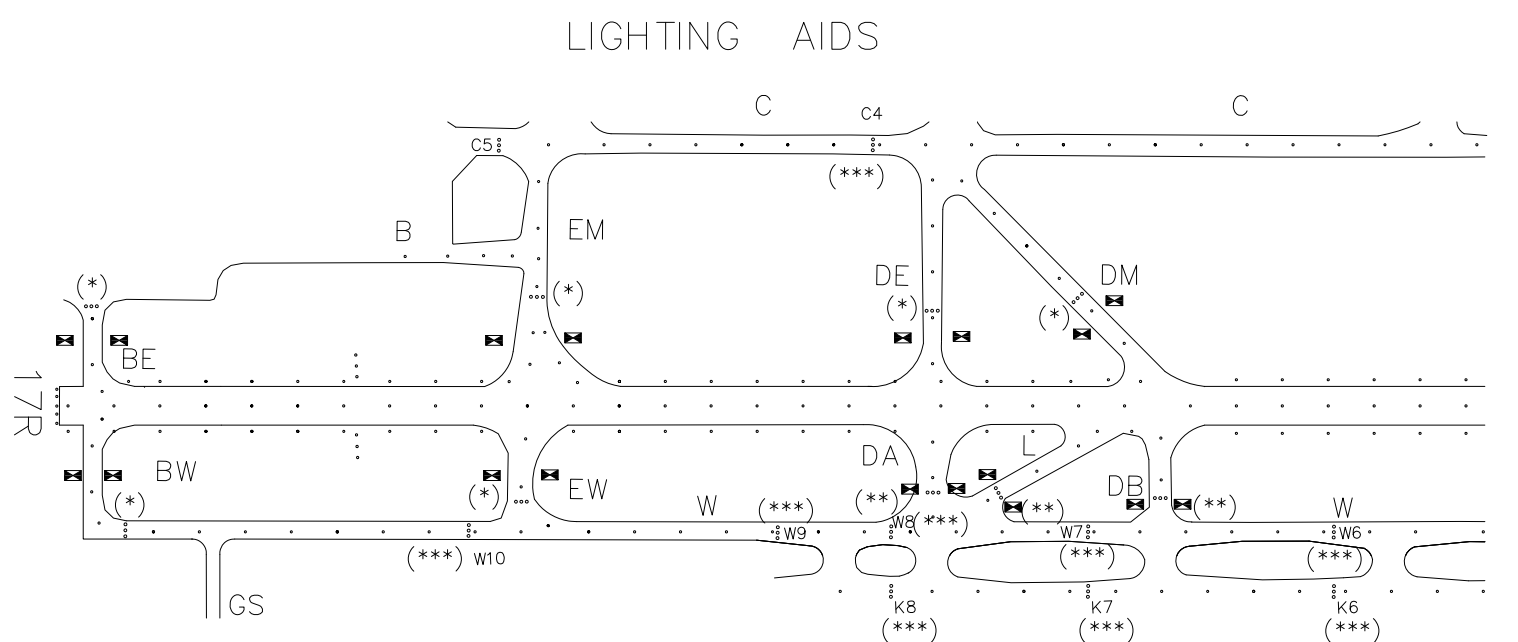 LIGHTING AIDS
C
C4
C
C5
(***)
B
EM
(*)
(*)
DE
(*)
DM
(*)
BE
17R
DA
L
BW
(*)
(*)
EW
(**)
(**)
DB
(**)
W
(***)
W9
W8
(***)
W7
(***)
W
W6
(***)
(***)
W10
GS
K8
(***)
K7
(***)
K6
(***)